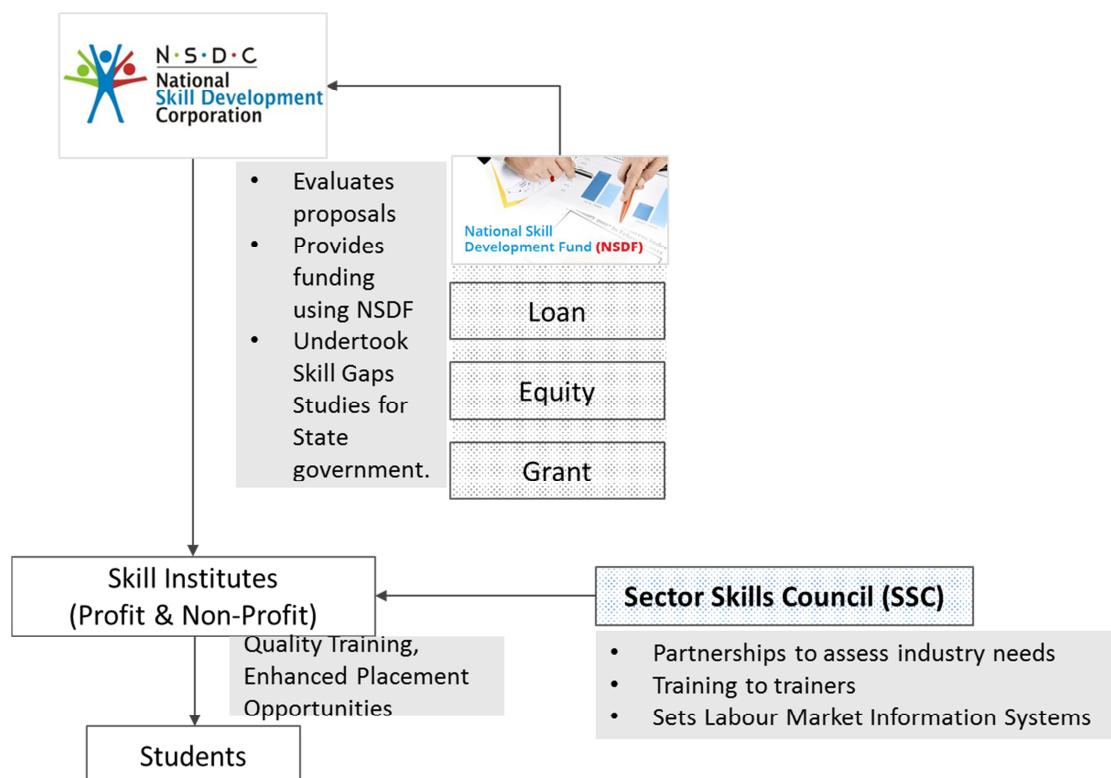 N·S·D·C
National
Skill Development
Corporation
• Evaluates
proposals
• Provides
funding
using NSDF
• Undertook
Skill Gaps
Studies for
State
government.
National Skill
Development Fund (NSDF)
Loan
Equity
Grant
Skill Institutes
(Profit & Non-Profit)
Quality Training,
Enhanced Placement
Opportunities
Students
Sector Skills Council (SSC)
• Partnerships to assess industry needs
• Training to trainers
• Sets Labour Market Information Systems